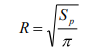 R = √(S_p / π)